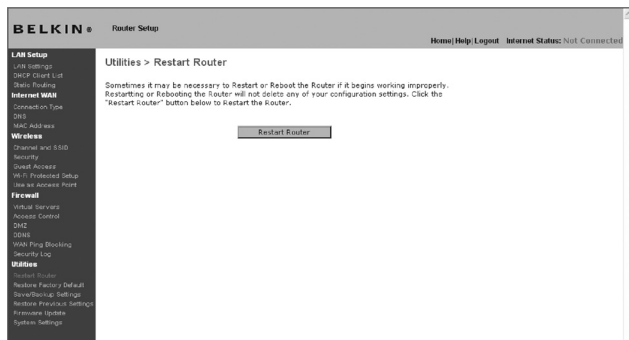 BELKIN®
Router Setup
Home|Help|Logout Internet Status: Not Connected
LAN Setup
LAN Settings
DHCP Client List
Static Routing
Internet WAN
Connection Type
DNS
MAC Address
Wireless
Channel and SSID
Security
Guest Access
Wi-Fi Protected Setup
Use as Access Point
Firewall
Virtual Servers
Access Control
DMZ
DDNS
WAN Ping Blocking
Security Log
Utilities
Restart Router
Restore Factory Default
Save/Backup Settings
Restore Previous Settings
Firmware Update
System Settings
Utilities > Restart Router
Sometimes it may be necessary to Restart or Reboot the Router if it begins working improperly.
Restartting or Rebooting the Router will not delete any of your configuration settings. Click the
"Restart Router" button below to Restart the Router.
Restart Router